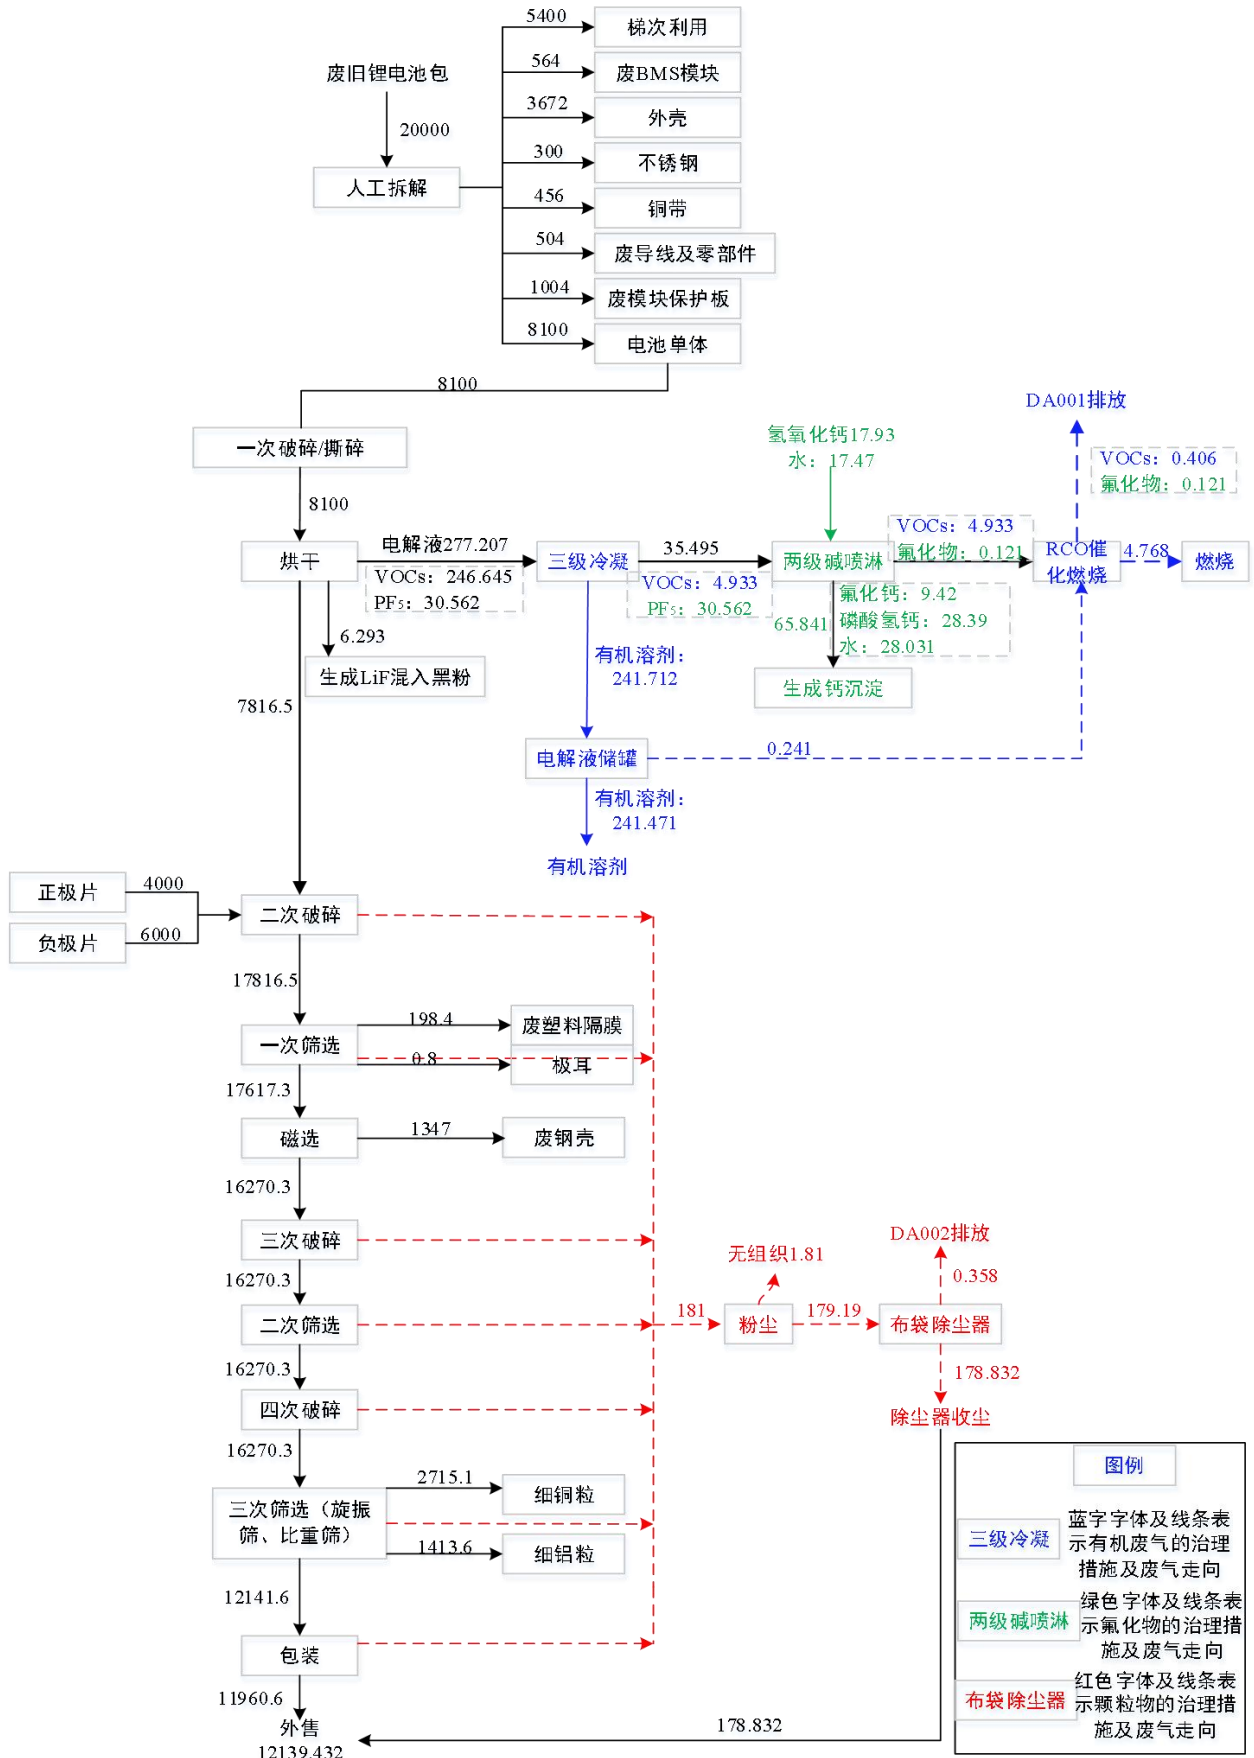 5400
梯次利用
564
废BMS模块
废旧锂电池包
3672
外壳
20000
300
不锈钢
人工拆解
456
铜带
504
废导线及零部件
1004
废模块保护板
8100
电池单体
8100
DA001排放
一次破碎/撕碎
氢氧化钙17.93
水：17.47
VOCs：0.406
氟化物：0.121
8100
烘干
电解液277.207
VOCs：246.645
PF₅：30.562
三级冷凝
35.495
VOCs：4.933
PF₅：30.562
两级碱喷淋
VOCs：4.933
氟化物：0.121
RCO催
化燃烧
4.768
燃烧
6.293
生成LiF混入黑粉
65.841
氟化钙：9.42
磷酸氢钙：28.39
水：28.031
生成钙沉淀
有机溶剂：
241.712
7816.5
电解液储罐
0.241
有机溶剂：
241.471
有机溶剂
正极片
4000
二次破碎
负极片
6000
17816.5
198.4
废塑料隔膜
一次筛选
0.8
极耳
17617.3
磁选
1347
废钢壳
16270.3
三次破碎
DA002排放
无组织1.81
0.358
16270.3
二次筛选
181
粉尘
179.19
布袋除尘器
16270.3
178.832
四次破碎
除尘器收尘
16270.3
2715.1
细铜粒
三次筛选（旋振
筛、比重筛）
1413.6
细铝粒
12141.6
包装
11960.6
外售
12139.432
178.832
图例
三级冷凝
蓝字字体及线条表
示有机废气的治理
措施及废气走向
两级碱喷淋
绿色字体及线条表
示氟化物的治理措
施及废气走向
布袋除尘器
红色字体及线条表
示颗粒物的治理措
施及废气走向